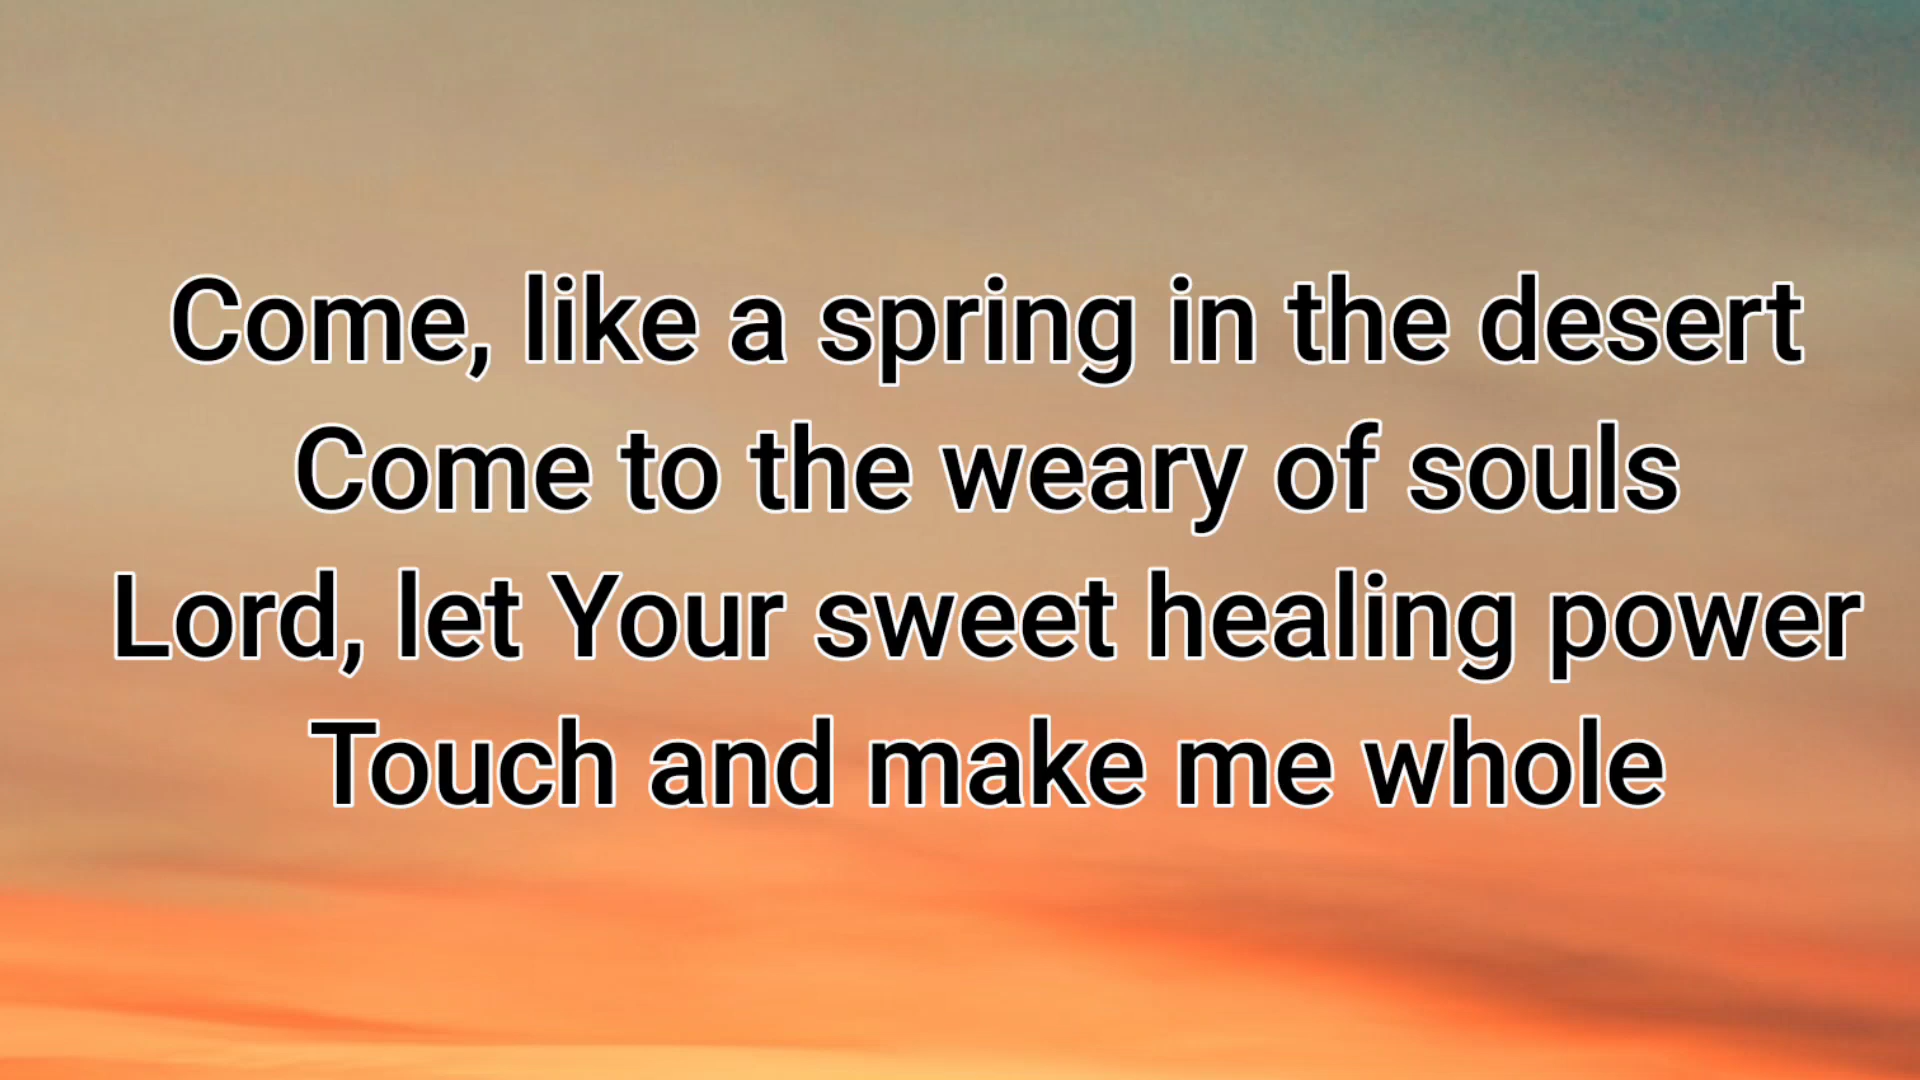 Come, like a spring in the desert
Come to the weary of souls
Lord, let Your sweet healing power
Touch and make me whole